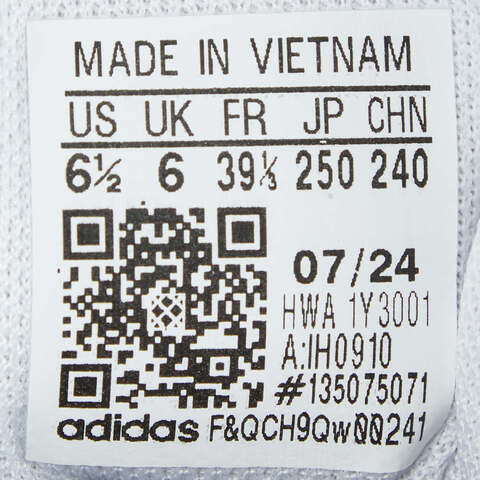 MADE IN VIETNAM
US UK FR JP CHN
6½ 6 39⅓ 250 240
07/24
HWA 1Y3001
A:IH0910
#135075071
adidas F&QCH9Qw00241